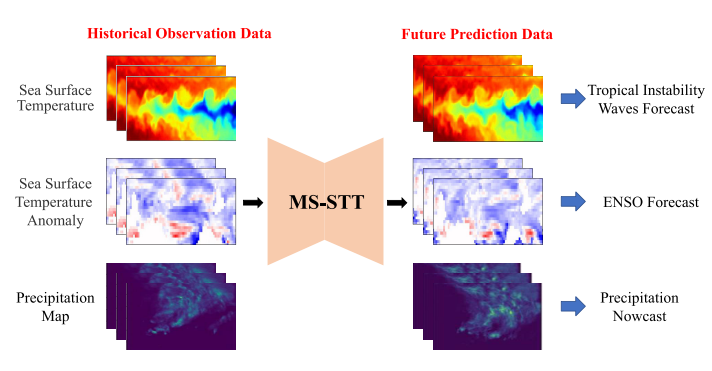 Historical Observation Data
Future Prediction Data
Sea Surface
Temperature
Tropical Instability
Waves Forecast
Sea Surface
Temperature
Anomaly
MS-STT
ENSO Forecast
Precipitation
Map
Precipitation
Nowcast